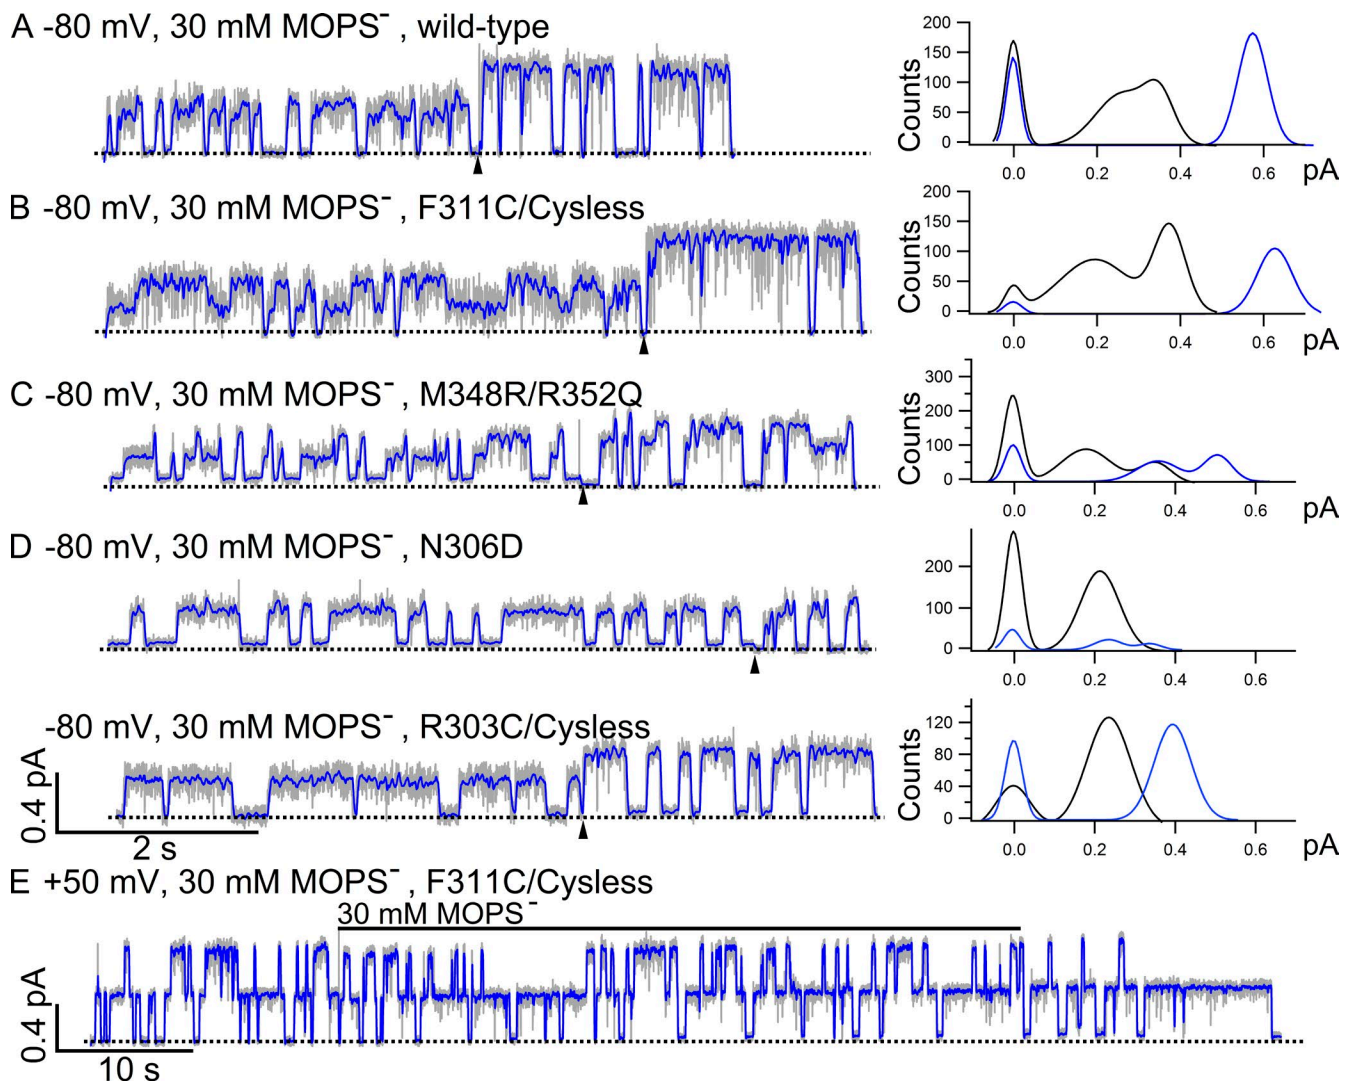 A -80 mV, 30 mM MOPS⁻ , wild-type
200
150
100
50
0
Counts
0.0 0.2 0.4 0.6 pA
B -80 mV, 30 mM MOPS⁻ , F311C/Cysless
200
150
100
50
0
Counts
0.0 0.2 0.4 0.6 pA
C -80 mV, 30 mM MOPS⁻ , M348R/R352Q
300
200
100
0
Counts
0.0 0.2 0.4 0.6 pA
D -80 mV, 30 mM MOPS⁻ , N306D
200
100
0
0.0 0.2 0.4 0.6
-80 mV, 30 mM MOPS⁻ , R303C/Cysless
0.4 pA
2 s
120
80
40
0
Counts
0.0 0.2 0.4 0.6 pA
E +50 mV, 30 mM MOPS⁻ , F311C/Cysless
30 mM MOPS⁻
0.4 pA
10 s